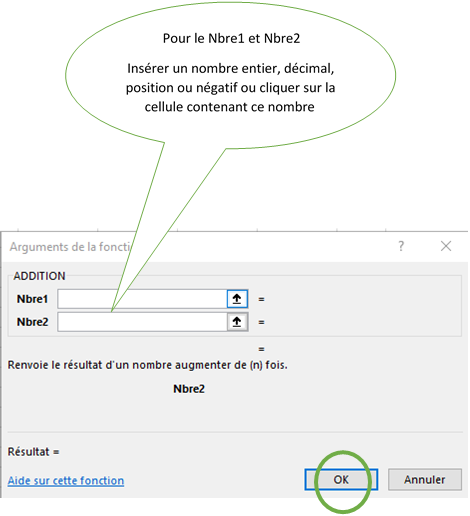 Pour le Nbre1 et Nbre2
Insérer un nombre entier, décimal,
position ou négatif ou cliquer sur la
cellule contenant ce nombre
Arguments de la foncti
?
ADDITION
Nbre1 =
Nbre2 =
=
Renvoie le résultat d'un nombre augmenter de (n) fois.
Nbre2
Résultat =
Aide sur cette fonction
OK Annuler